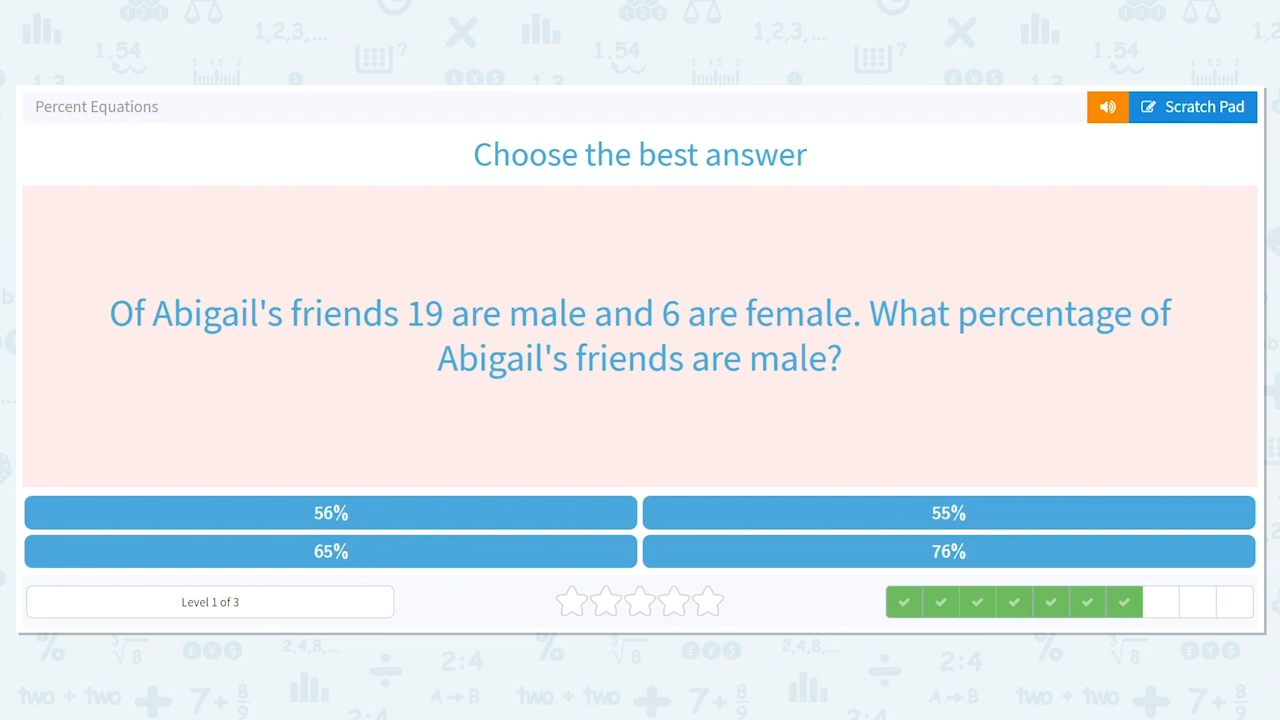 Percent Equations
Scratch Pad
Choose the best answer
Of Abigail's friends 19 are male and 6 are female. What percentage of
Abigail's friends are male?
56%
55%
65%
76%
Level 1 of 3